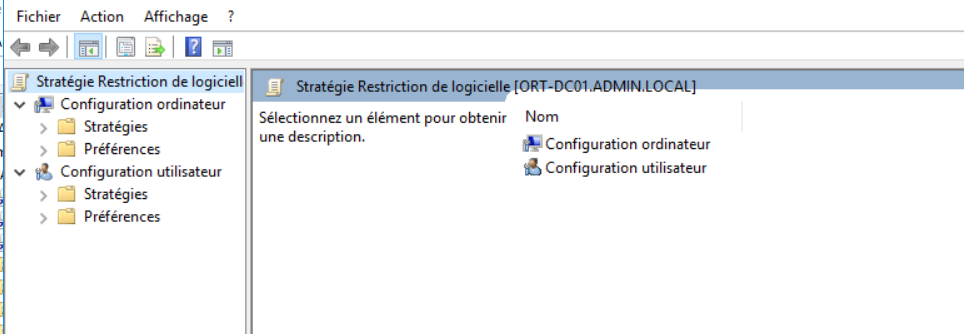 Fichier Action Affichage ?
Stratégie Restriction de logiciell
Configuration ordinateur
Stratégies
Préférences
Configuration utilisateur
Stratégies
Préférences
Stratégie Restriction de logicielle [ORT-DC01.ADMIN.LOCAL]
Sélectionnez un élément pour obtenir
une description.
Nom
Configuration ordinateur
Configuration utilisateur